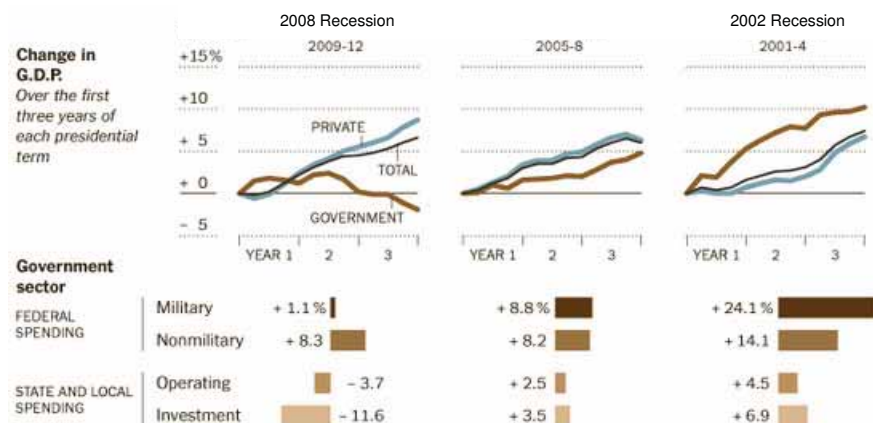 2008 Recession
2002 Recession
2009-12
2005-8
2001-4
Change in
G.D.P.
Over the first
three years of
each presidential
term
+15%
+10
+ 5
+ 0
– 5
PRIVATE
TOTAL
GOVERNMENT
YEAR 1 2 3
YEAR 1 2 3
YEAR 1 2 3
Government
sector
FEDERAL
SPENDING
Military + 1.1 % + 8.8 % + 24.1 %
Nonmilitary + 8.3 + 8.2 + 14.1
STATE AND LOCAL
SPENDING
Operating – 3.7 + 2.5 + 4.5
Investment – 11.6 + 3.5 + 6.9